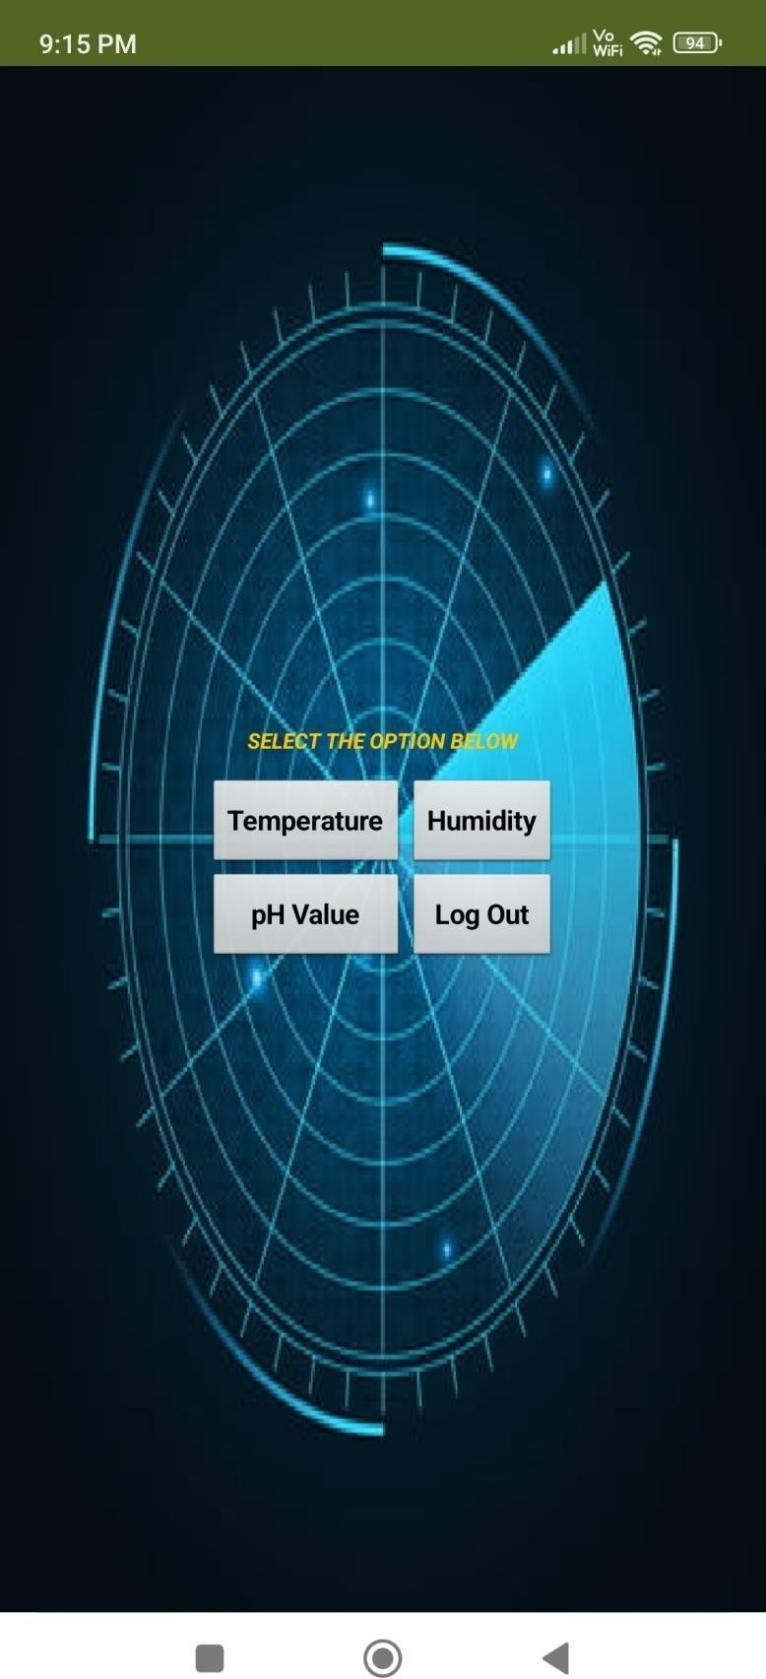 9:15 PM Vo WiFi 94
SELECT THE OPTION BELOW
Temperature Humidity
pH Value Log Out